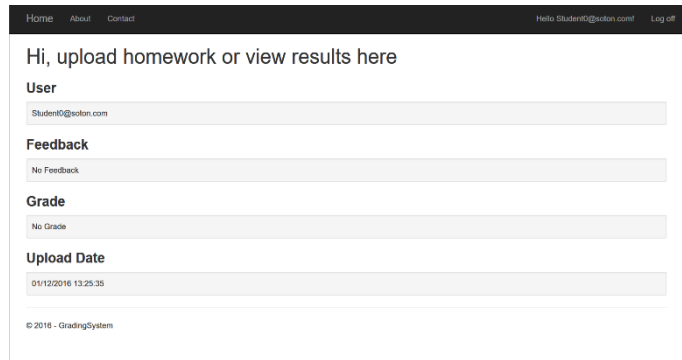 Home About Contact Hello Student0@soton.com! Log off
Hi, upload homework or view results here
User
Student0@soton.com
Feedback
No Feedback
Grade
No Grade
Upload Date
01/12/2016 13:25:35
© 2016 - GradingSystem